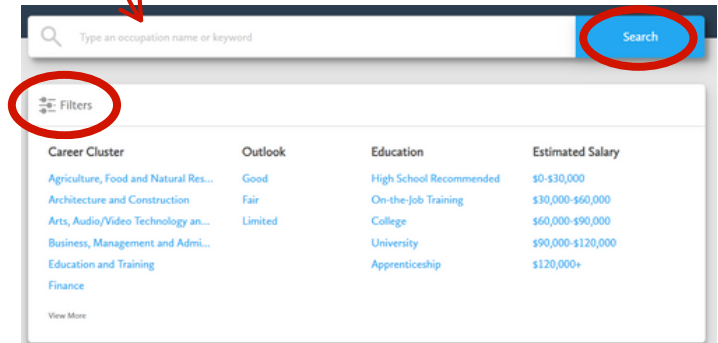 Type an occupation name or keyword
Search
Filters
Career Cluster
Agriculture, Food and Natural Res...
Architecture and Construction
Arts, Audio/Video Technology an...
Business, Management and Admi...
Education and Training
Finance
View More
Outlook
Good
Fair
Limited
Education
High School Recommended
On-the-Job Training
College
University
Apprenticeship
Estimated Salary
$0-$30,000
$30,000-$60,000
$60,000-$90,000
$90,000-$120,000
$120,000+